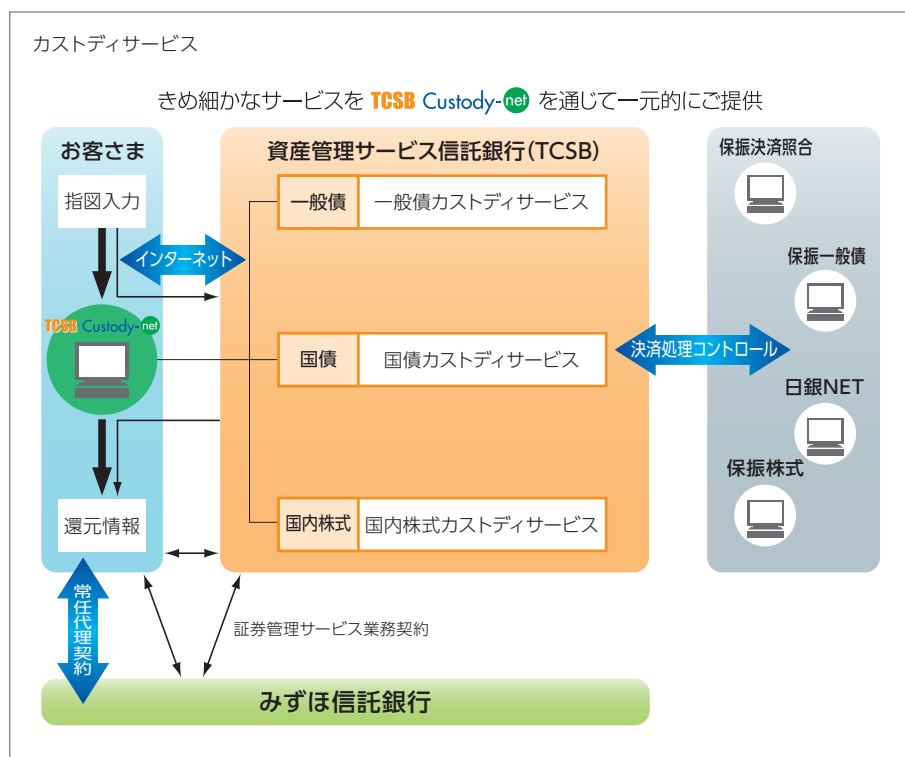 カストディサービス
きめ細かなサービスを TCSB Custody-net を通じて一元的にご提供
お客さま
指図入力
インターネット
TCSB Custody-net
還元情報
常任代理契約
資産管理サービス信託銀行(TCSB)
一般債 一般債カストディサービス
国債 国債カストディサービス
国内株式 国内株式カストディサービス
決済処理コントロール
保振決済照合
保振一般債
日銀NET
保振株式
証券管理サービス業務契約
みずほ信託銀行